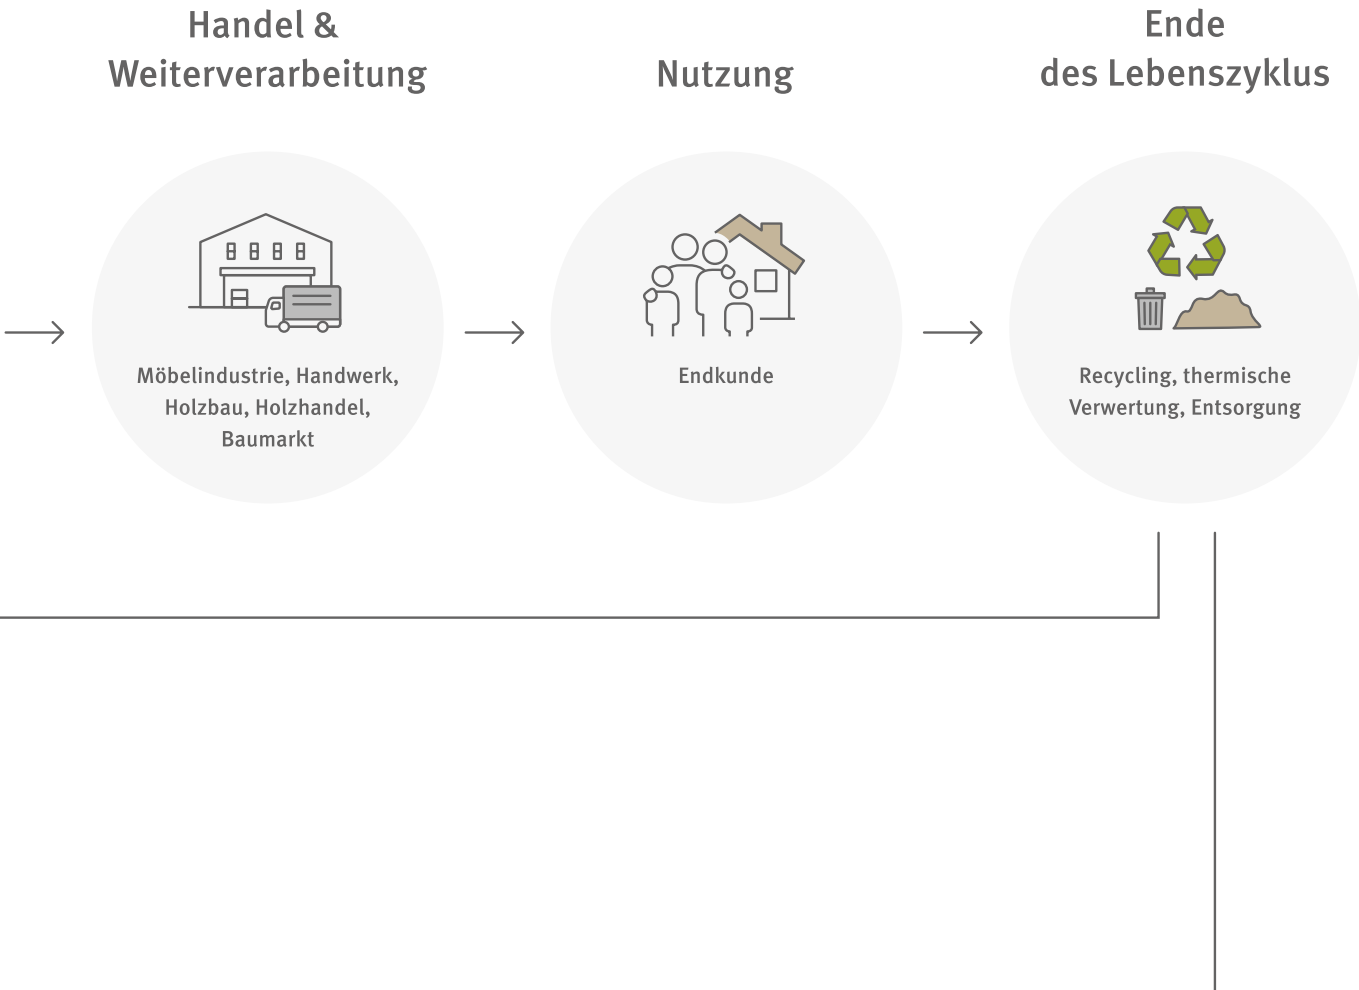 Handel &
Weiterverarbeitung
Nutzung
Ende
des Lebenszyklus
Möbelindustrie, Handwerk,
Holzbau, Holzhandel,
Baumarkt
Endkunde
Recycling, thermische
Verwertung, Entsorgung